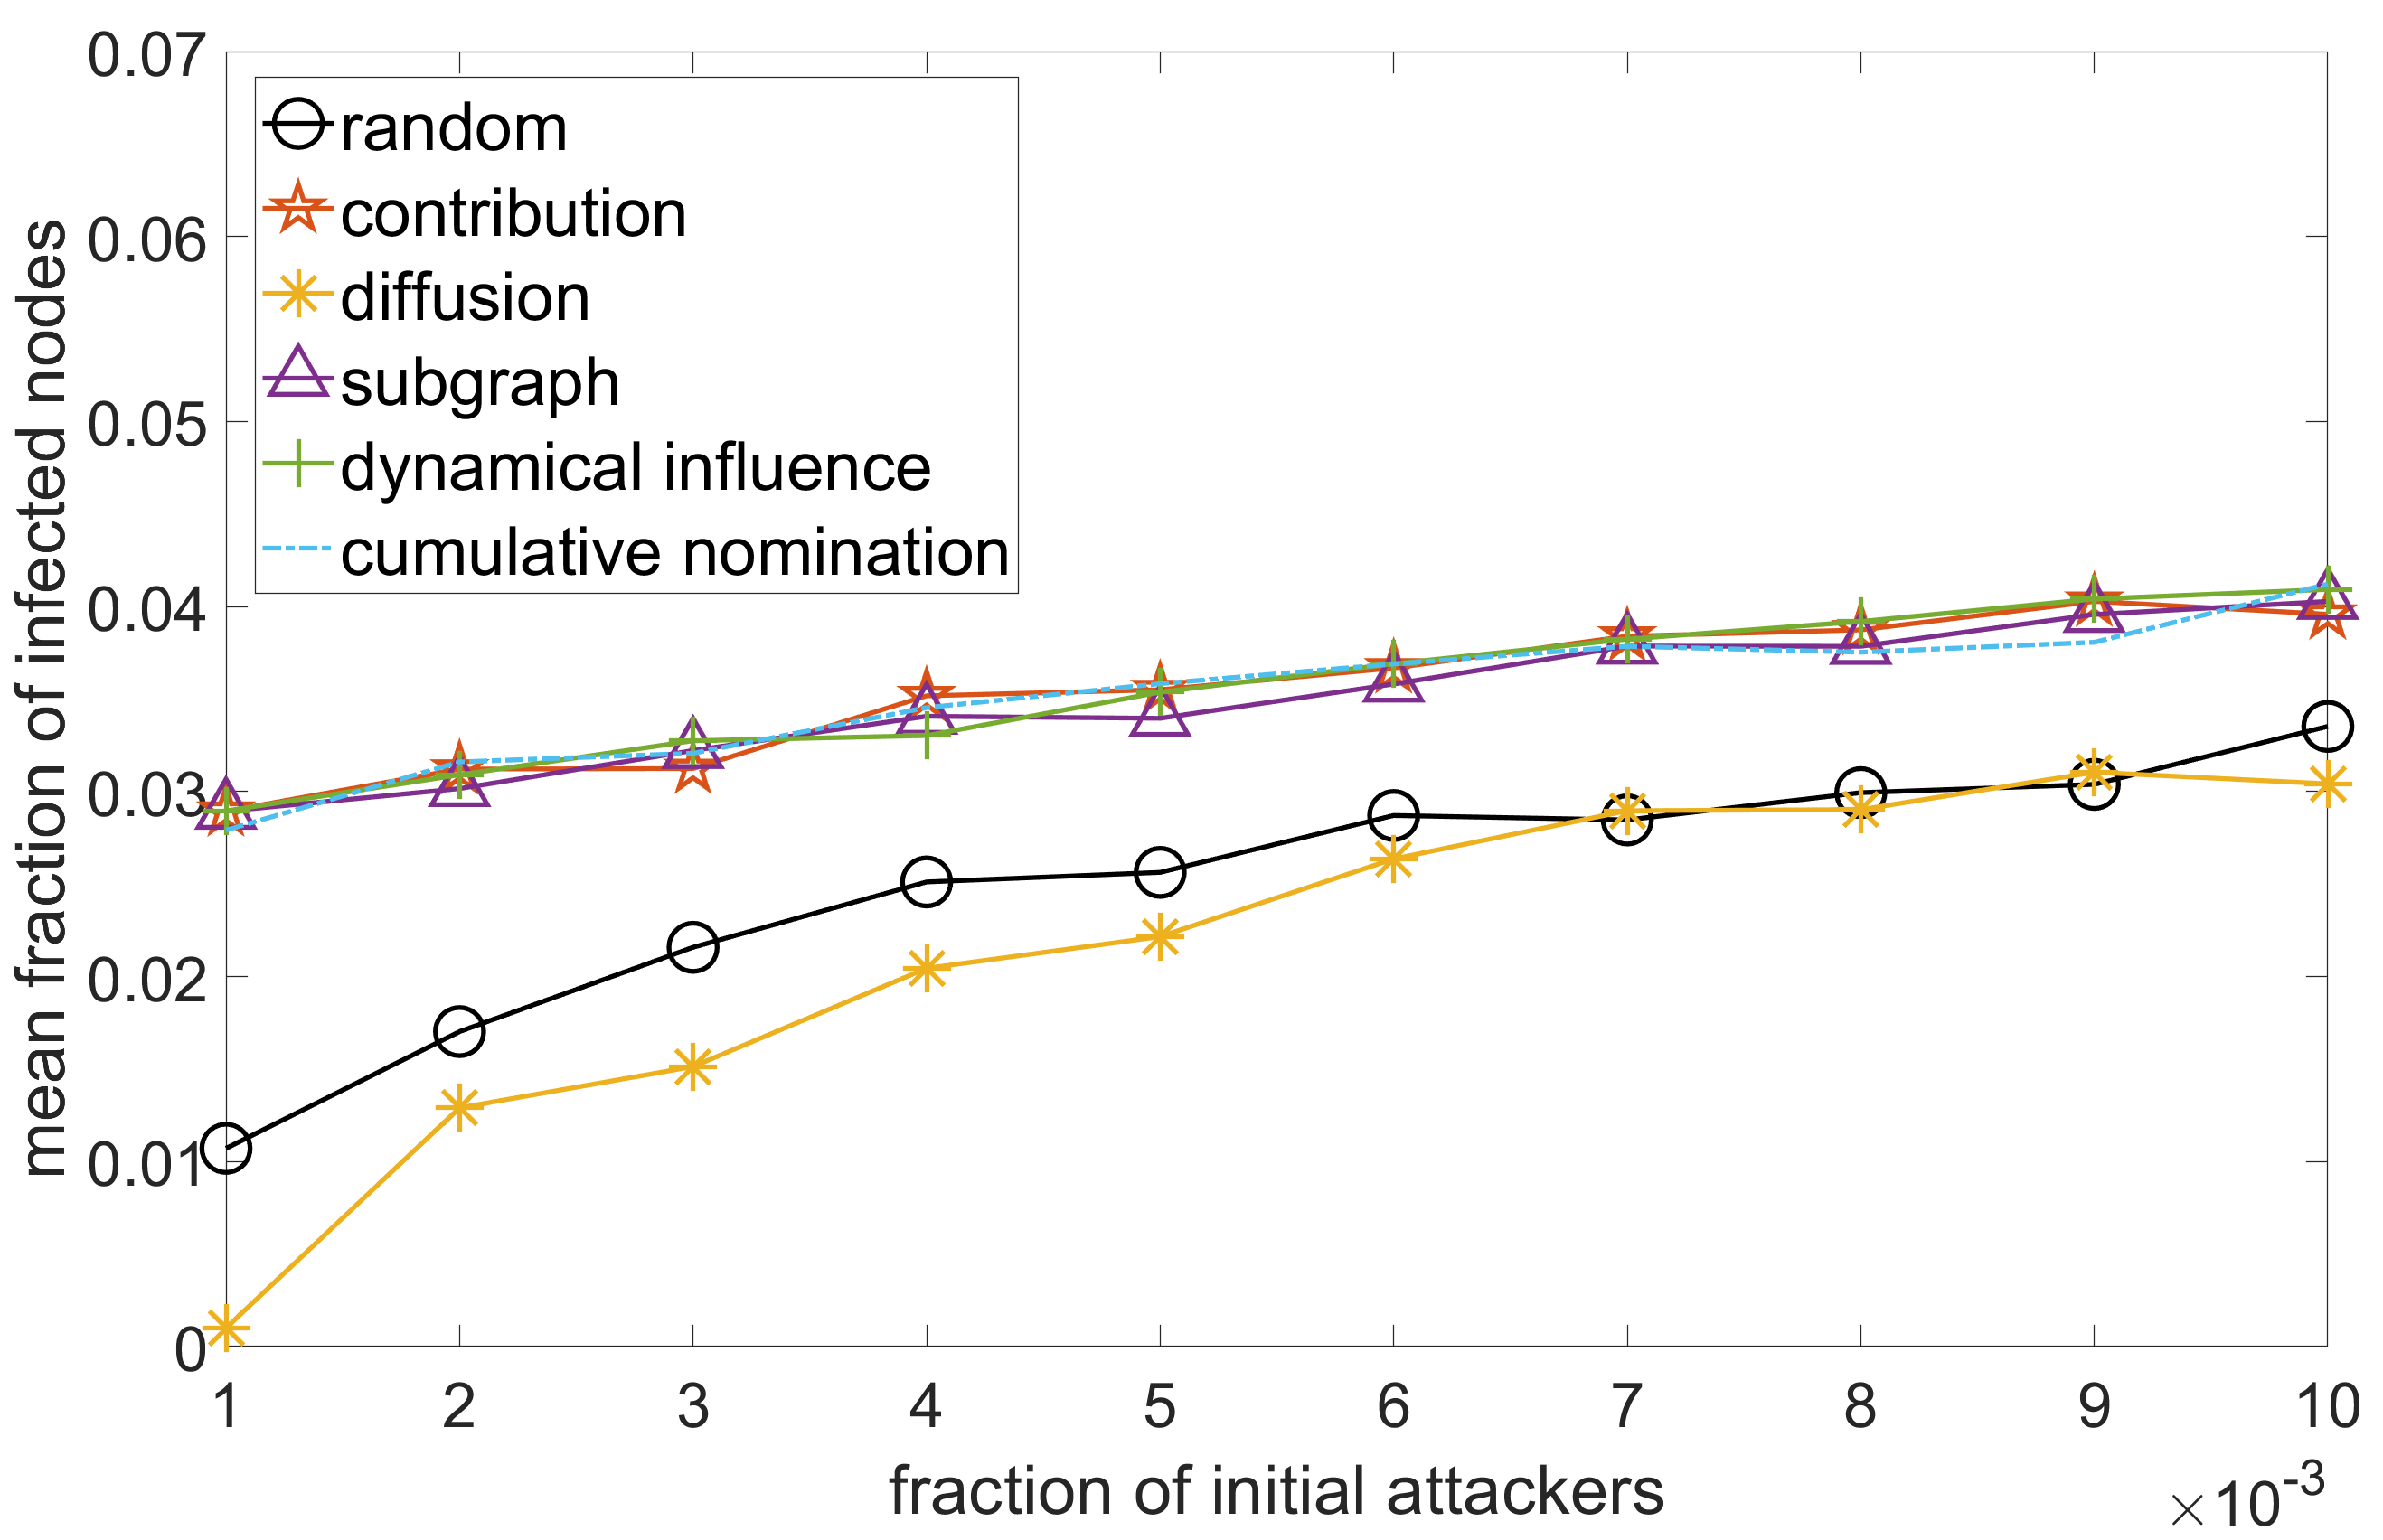 mean fraction of infected nodes
0.07
0.06
0.05
0.04
0.03
0.02
0.01
0
random
contribution
diffusion
subgraph
dynamical influence
cumulative nomination
1 2 3 4 5 6 7 8 9 10
fraction of initial attackers
×10⁻³